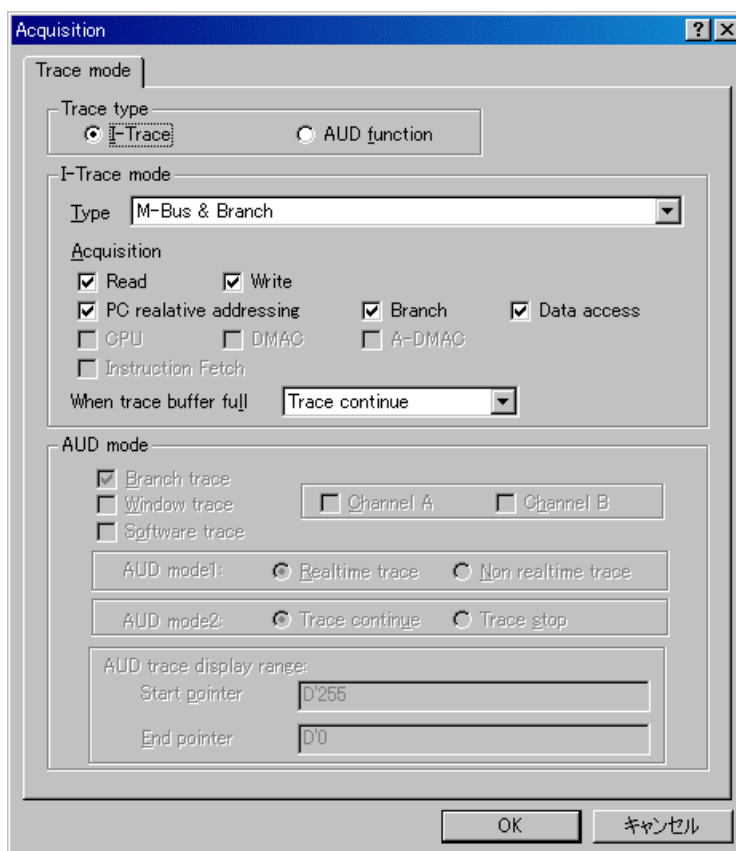 Acquisition
Trace mode
Trace type
I-Trace AUD function
I-Trace mode
Type M-Bus & Branch
Acquisition
Read Write
PC realative addressing Branch Data access
CPU DMAC A-DMAC
Instruction Fetch
When trace buffer full Trace continue
AUD mode
Branch trace
Window trace Channel A Channel B
Software trace
AUD mode1: Realtime trace Non realtime trace
AUD mode2: Trace continue Trace stop
AUD trace display range:
Start pointer D'255
End pointer D'0
OK キャンセル